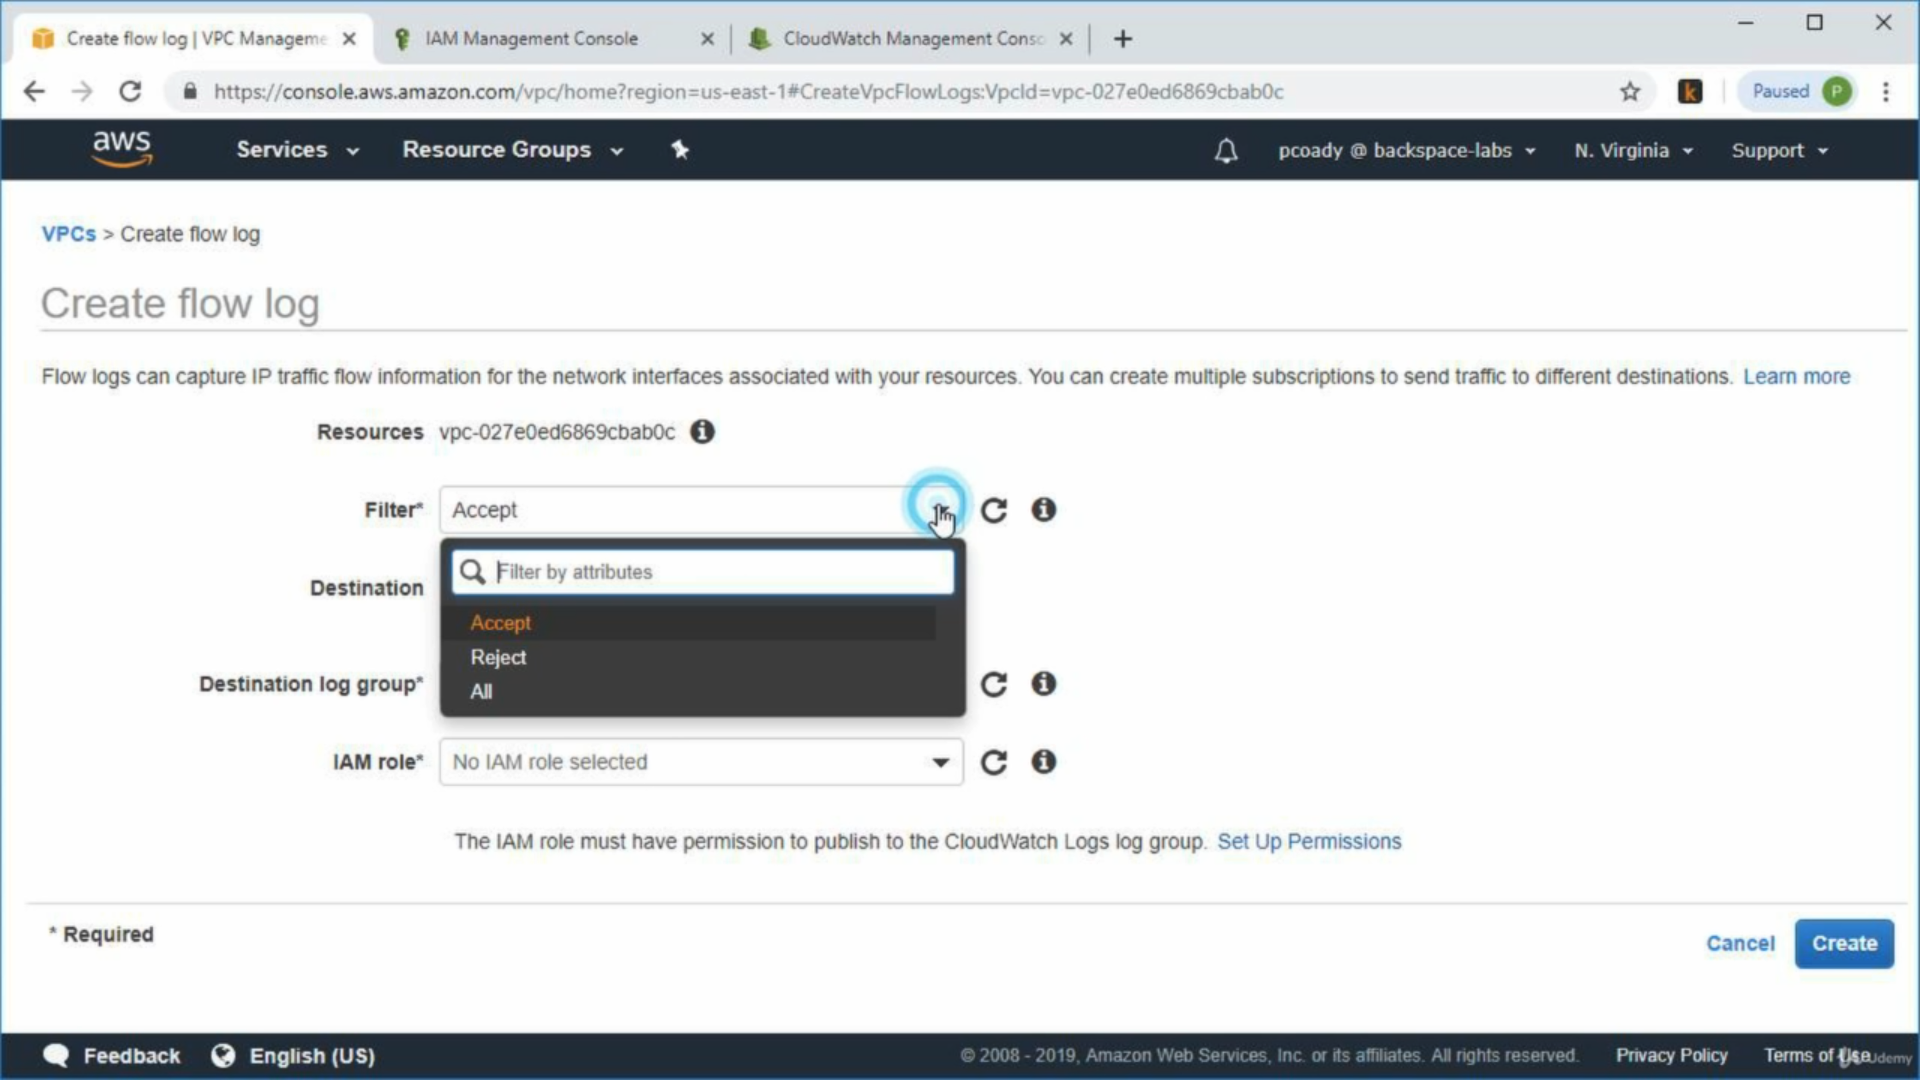 Create flow log | VPC Manageme
IAM Management Console
CloudWatch Management Conso
https://console.aws.amazon.com/vpc/home?region=us-east-1#CreateVpcFlowLogs:VpcId=vpc-027e0ed6869cbab0c
k
Paused P
aws
Services
Resource Groups
pcoady @ backspace-labs
N. Virginia
Support
VPCs > Create flow log
Create flow log
Flow logs can capture IP traffic flow information for the network interfaces associated with your resources. You can create multiple subscriptions to send traffic to different destinations. Learn more
Resources vpc-027e0ed6869cbab0c
Filter* Accept
Filter by attributes
Destination
Accept
Reject
Destination log group*
All
IAM role* No IAM role selected
The IAM role must have permission to publish to the CloudWatch Logs log group. Set Up Permissions
* Required
Cancel
Create
Feedback
English (US)
© 2008 - 2019, Amazon Web Services, Inc. or its affiliates. All rights reserved.
Privacy Policy
Terms of Use
Udemy